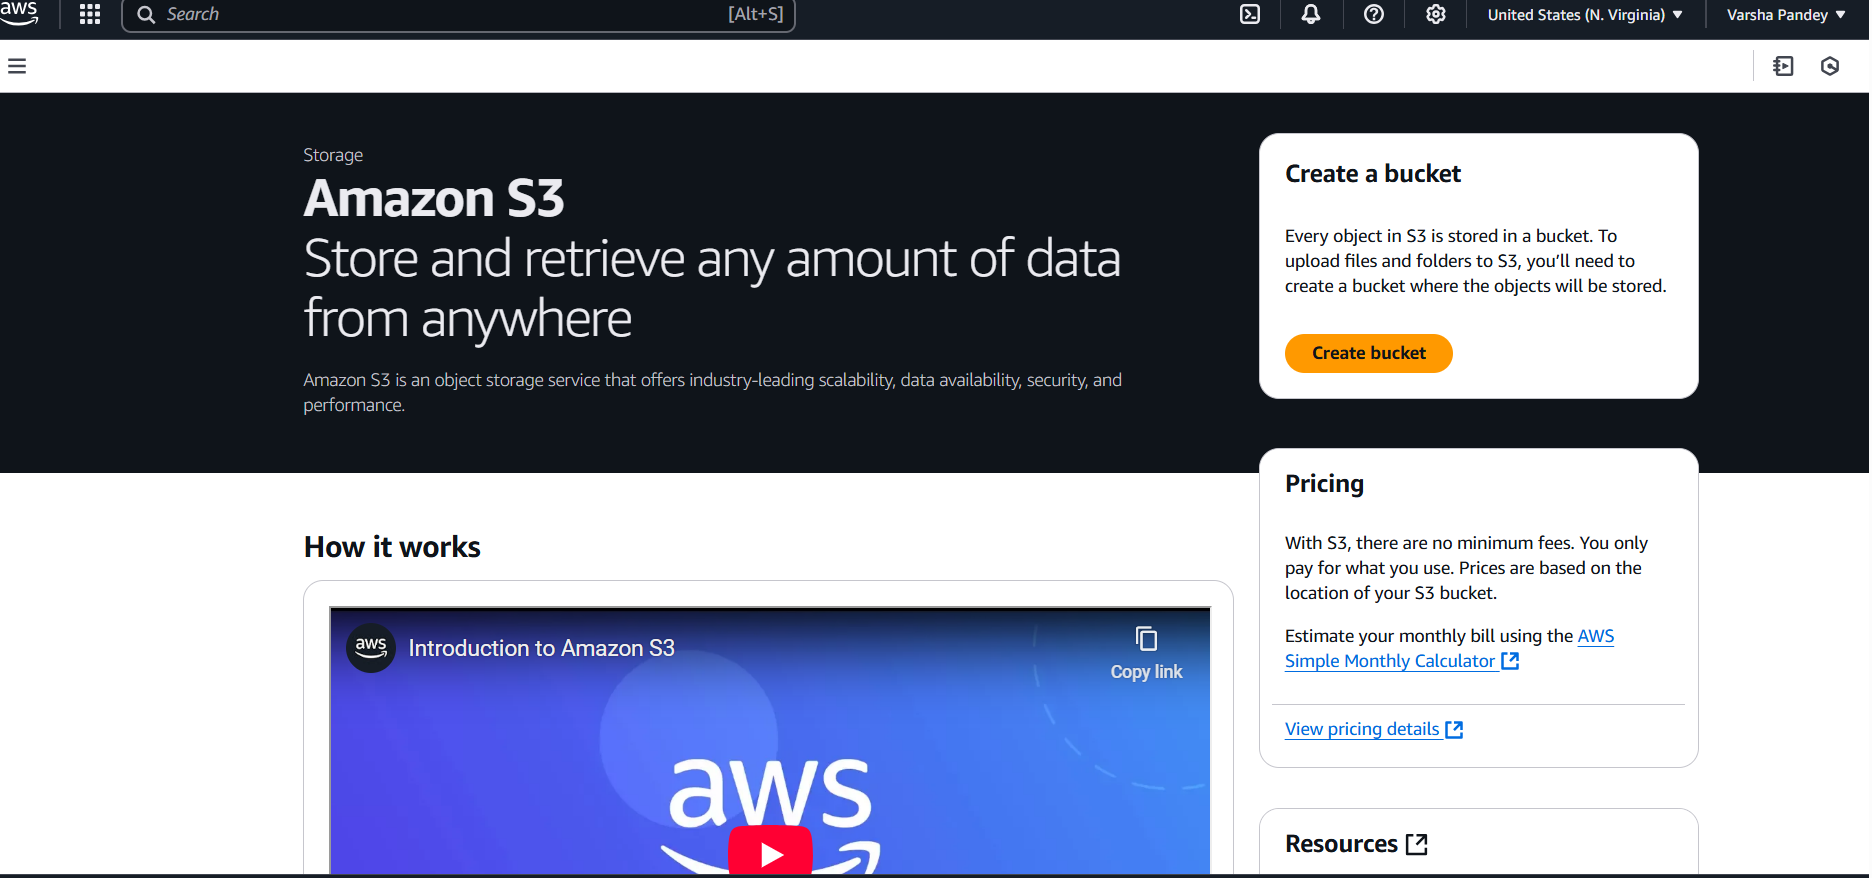 aws
Search [Alt+S]
United States (N. Virginia)
Varsha Pandey
Storage
Amazon S3
Store and retrieve any amount of data
from anywhere
Amazon S3 is an object storage service that offers industry-leading scalability, data availability, security, and
performance.
Create a bucket
Every object in S3 is stored in a bucket. To
upload files and folders to S3, you’ll need to
create a bucket where the objects will be stored.
Create bucket
Pricing
With S3, there are no minimum fees. You only
pay for what you use. Prices are based on the
location of your S3 bucket.
Estimate your monthly bill using the AWS
Simple Monthly Calculator
View pricing details
Resources
How it works
aws
Introduction to Amazon S3
Copy link
aws